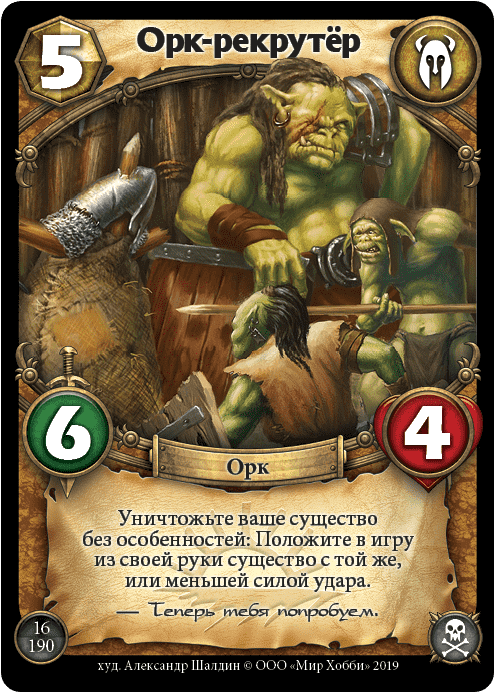 5
Орк-рекрутёр
6
4
Орк
Уничтожьте ваше существо
без особенностей: Положите в игру
из своей руки существо с той же,
или меньшей силой удара.
— Теперь тебя попробуем.
16
190
худ. Александр Шалдин © ООО «Мир Хобби» 2019